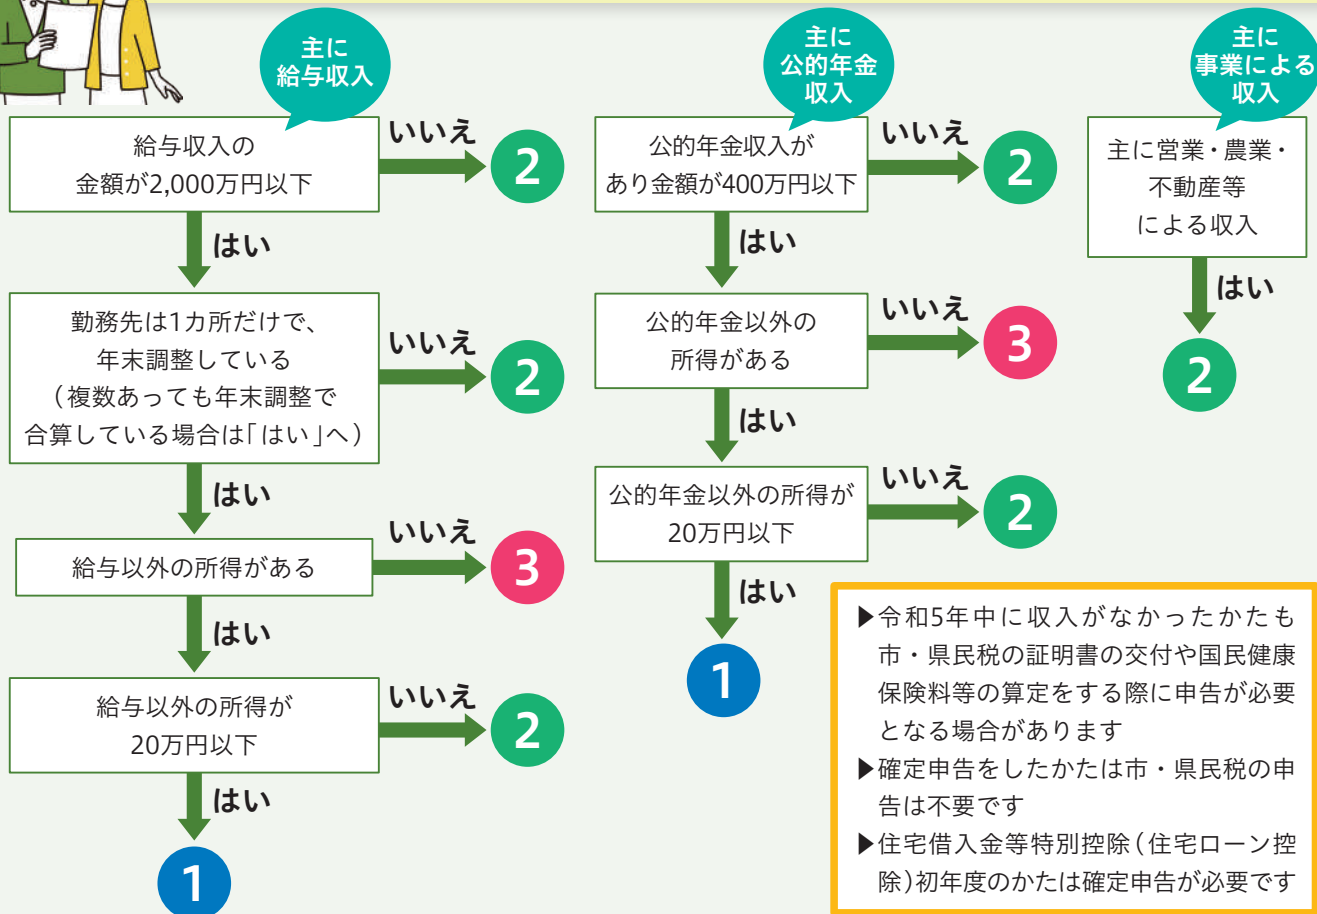 主に
給与収入
給与収入の
金額が2,000万円以下
いいえ
2
はい
勤務先は1カ所だけで、
年末調整している
（複数あっても年末調整で
合算している場合は「はい」へ）
いいえ
2
はい
給与以外の所得がある
いいえ
3
はい
給与以外の所得が
20万円以下
いいえ
2
はい
1
主に
公的年金
収入
公的年金収入が
あり金額が400万円以下
いいえ
2
はい
公的年金以外の
所得がある
いいえ
3
はい
公的年金以外の所得が
20万円以下
いいえ
2
はい
1
主に
事業による
収入
主に営業・農業・
不動産等
による収入
はい
2
▶令和5年中に収入がなかったかたも
市・県民税の証明書の交付や国民健康
保険料等の算定をする際に申告が必要
となる場合があります
▶確定申告をしたかたは市・県民税の申
告は不要です
▶住宅借入金等特別控除（住宅ローン控
除）初年度のかたは確定申告が必要です